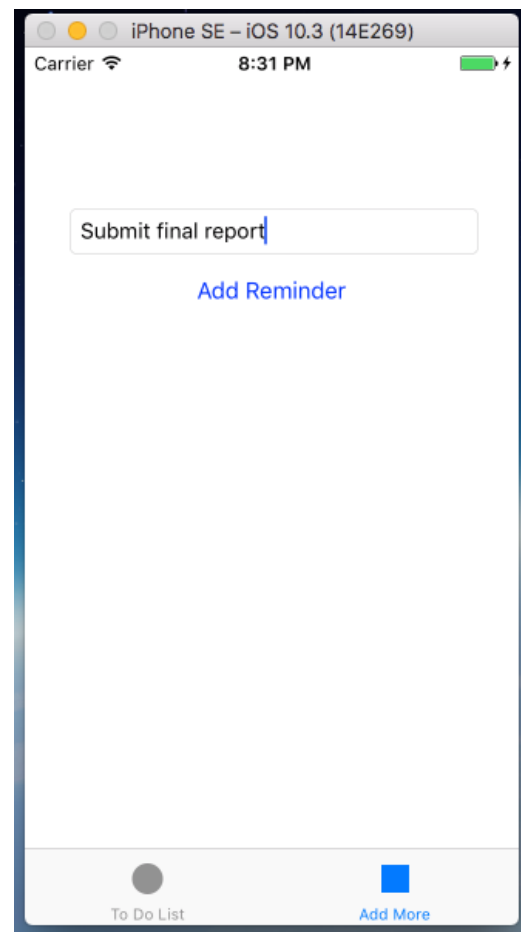 iPhone SE – iOS 10.3 (14E269)
Carrier 8:31 PM
Submit final report
Add Reminder
To Do List Add More